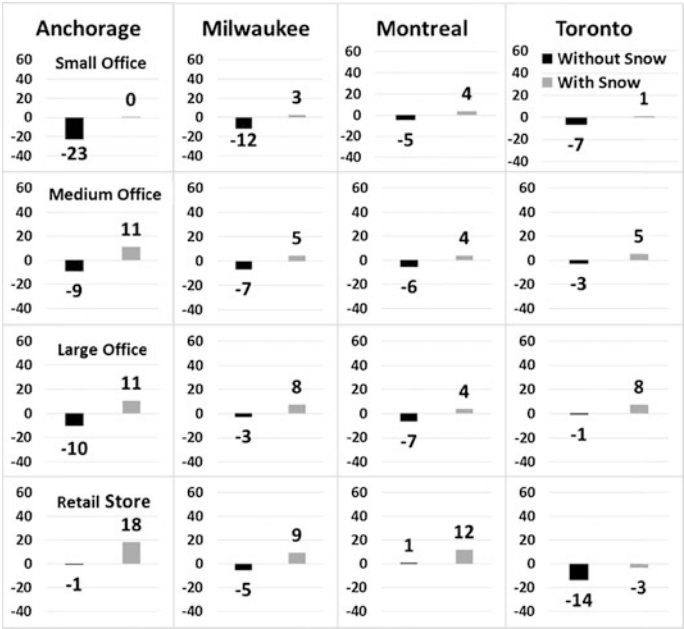 Anchorage Milwaukee Montreal Toronto
60 Small Office 60 60 60 Without Snow
40 40 40 40 With Snow
20 0 20 3 20 4 20 1
0 0 0 0
-20 -20 -20 -20
-40 -23 -40 -12 -40 -5 -40 -7
60 Medium Office 60 60 60
40 40 40 40
20 11 20 5 20 4 20 5
0 0 0 0
-20 -9 -20 -7 -20 -6 -20 -3
-40 -40 -40 -40
60 Large Office 60 60 60
40 40 40 40
20 11 20 8 20 4 20 8
0 0 0 0
-20 -10 -20 -3 -20 -7 -20 -1
-40 -40 -40 -40
60 Retail Store 60 60 60
40 18 40 9 40 1 12 40
20 20 20 20
0 0 0 0
-20 -1 -20 -5 -20 -20 -14 -3
-40 -40 -40 -40